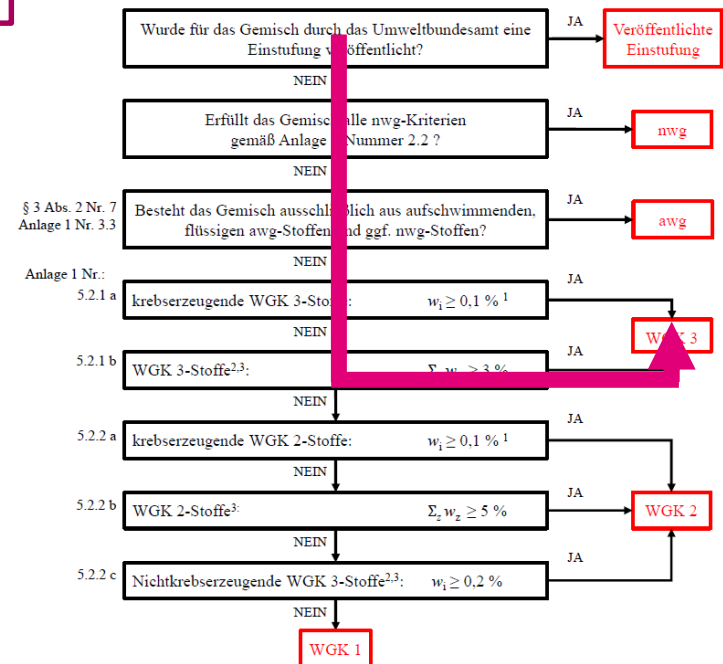 Wurde für das Gemisch durch das Umweltbundesamt eine
Einstufung veröffentlicht?
JA
Veröffentlichte
Einstufung
NEIN
Erfüllt das Gemisch alle nwg-Kriterien
gemäß Anlage Nummer 2.2 ?
JA
nwg
NEIN
§ 3 Abs. 2 Nr. 7
Anlage 1 Nr. 3.3
Besteht das Gemisch ausschließlich aus aufschwimmenden,
flüssigen awg-Stoffen und ggf. nwg-Stoffen?
JA
awg
NEIN
Anlage 1 Nr.:
5.2.1 a
krebserzeugende WGK 3-Stoffe: wᵢ ≥ 0,1 % ¹
JA
WGK 3
NEIN
5.2.1 b
WGK 3-Stoffe²,³: ≥ 3 %
JA
NEIN
5.2.2 a
krebserzeugende WGK 2-Stoffe: wᵢ ≥ 0,1 % ¹
JA
NEIN
5.2.2 b
WGK 2-Stoffe³: Σz wz ≥ 5 %
JA
WGK 2
NEIN
5.2.2 c
Nichtkrebserzeugende WGK 3-Stoffe²,³: wᵢ ≥ 0,2 %
JA
NEIN
WGK 1